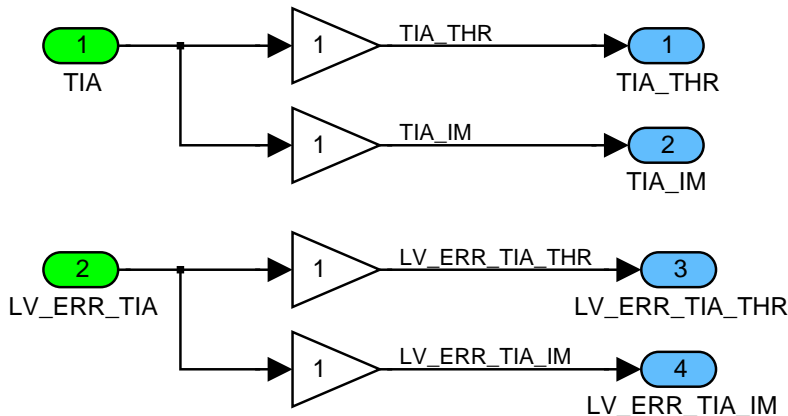 1
TIA
1
TIA_THR
1
TIA_THR
1
TIA_IM
2
TIA_IM
2
LV_ERR_TIA
1
LV_ERR_TIA_THR
3
LV_ERR_TIA_THR
1
LV_ERR_TIA_IM
4
LV_ERR_TIA_IM